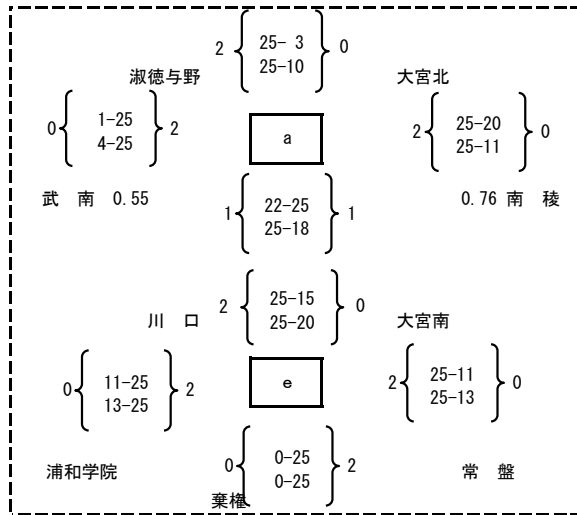 2 25- 3 0
25-10
淑徳与野 大宮北
0 1-25 2
4-25
a
2 25-20 0
25-11
武 南 0.55 0.76 南 稜
1 22-25 1
25-18
2 25-15 0
25-20
川 口 大宮南
0 11-25 2
13-25
e
2 25-11 0
25-13
浦和学院 常 盤
0 0-25 2
0-25
棄権